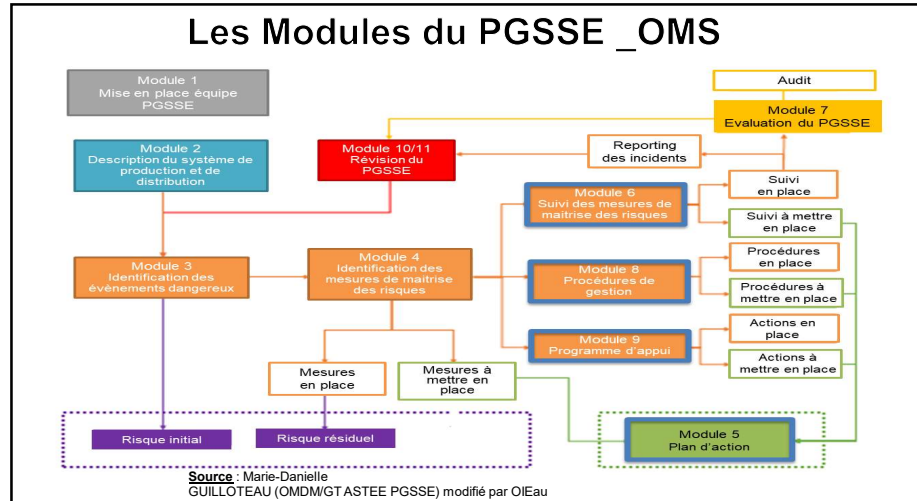 Les Modules du PGSSE _OMS
Module 1
Mise en place équipe
PGSSE
Audit
Module 7
Evaluation du PGSSE
Module 2
Description du système de
production et de
distribution
Module 10/11
Révision du
PGSSE
Reporting
des incidents
Module 6
Suivi des mesures de
maitrise des risques
Suivi
en place
Suivi à mettre
en place
Module 3
Identification des
événements dangereux
Module 4
Identification des
mesures de maitrise
des risques
Module 8
Procédures de
gestion
Procédures
en place
Procédures à
mettre en place
Module 9
Programme d'appui
Actions en
place
Actions à
mettre en place
Mesures
en place
Mesures à
mettre en
place
Risque initial
Risque résiduel
Module 5
Plan d'action
Source : Marie-Danielle
GUILLOTEAU (OMDM/GT ASTEE PGSSE) modifié par OIEau